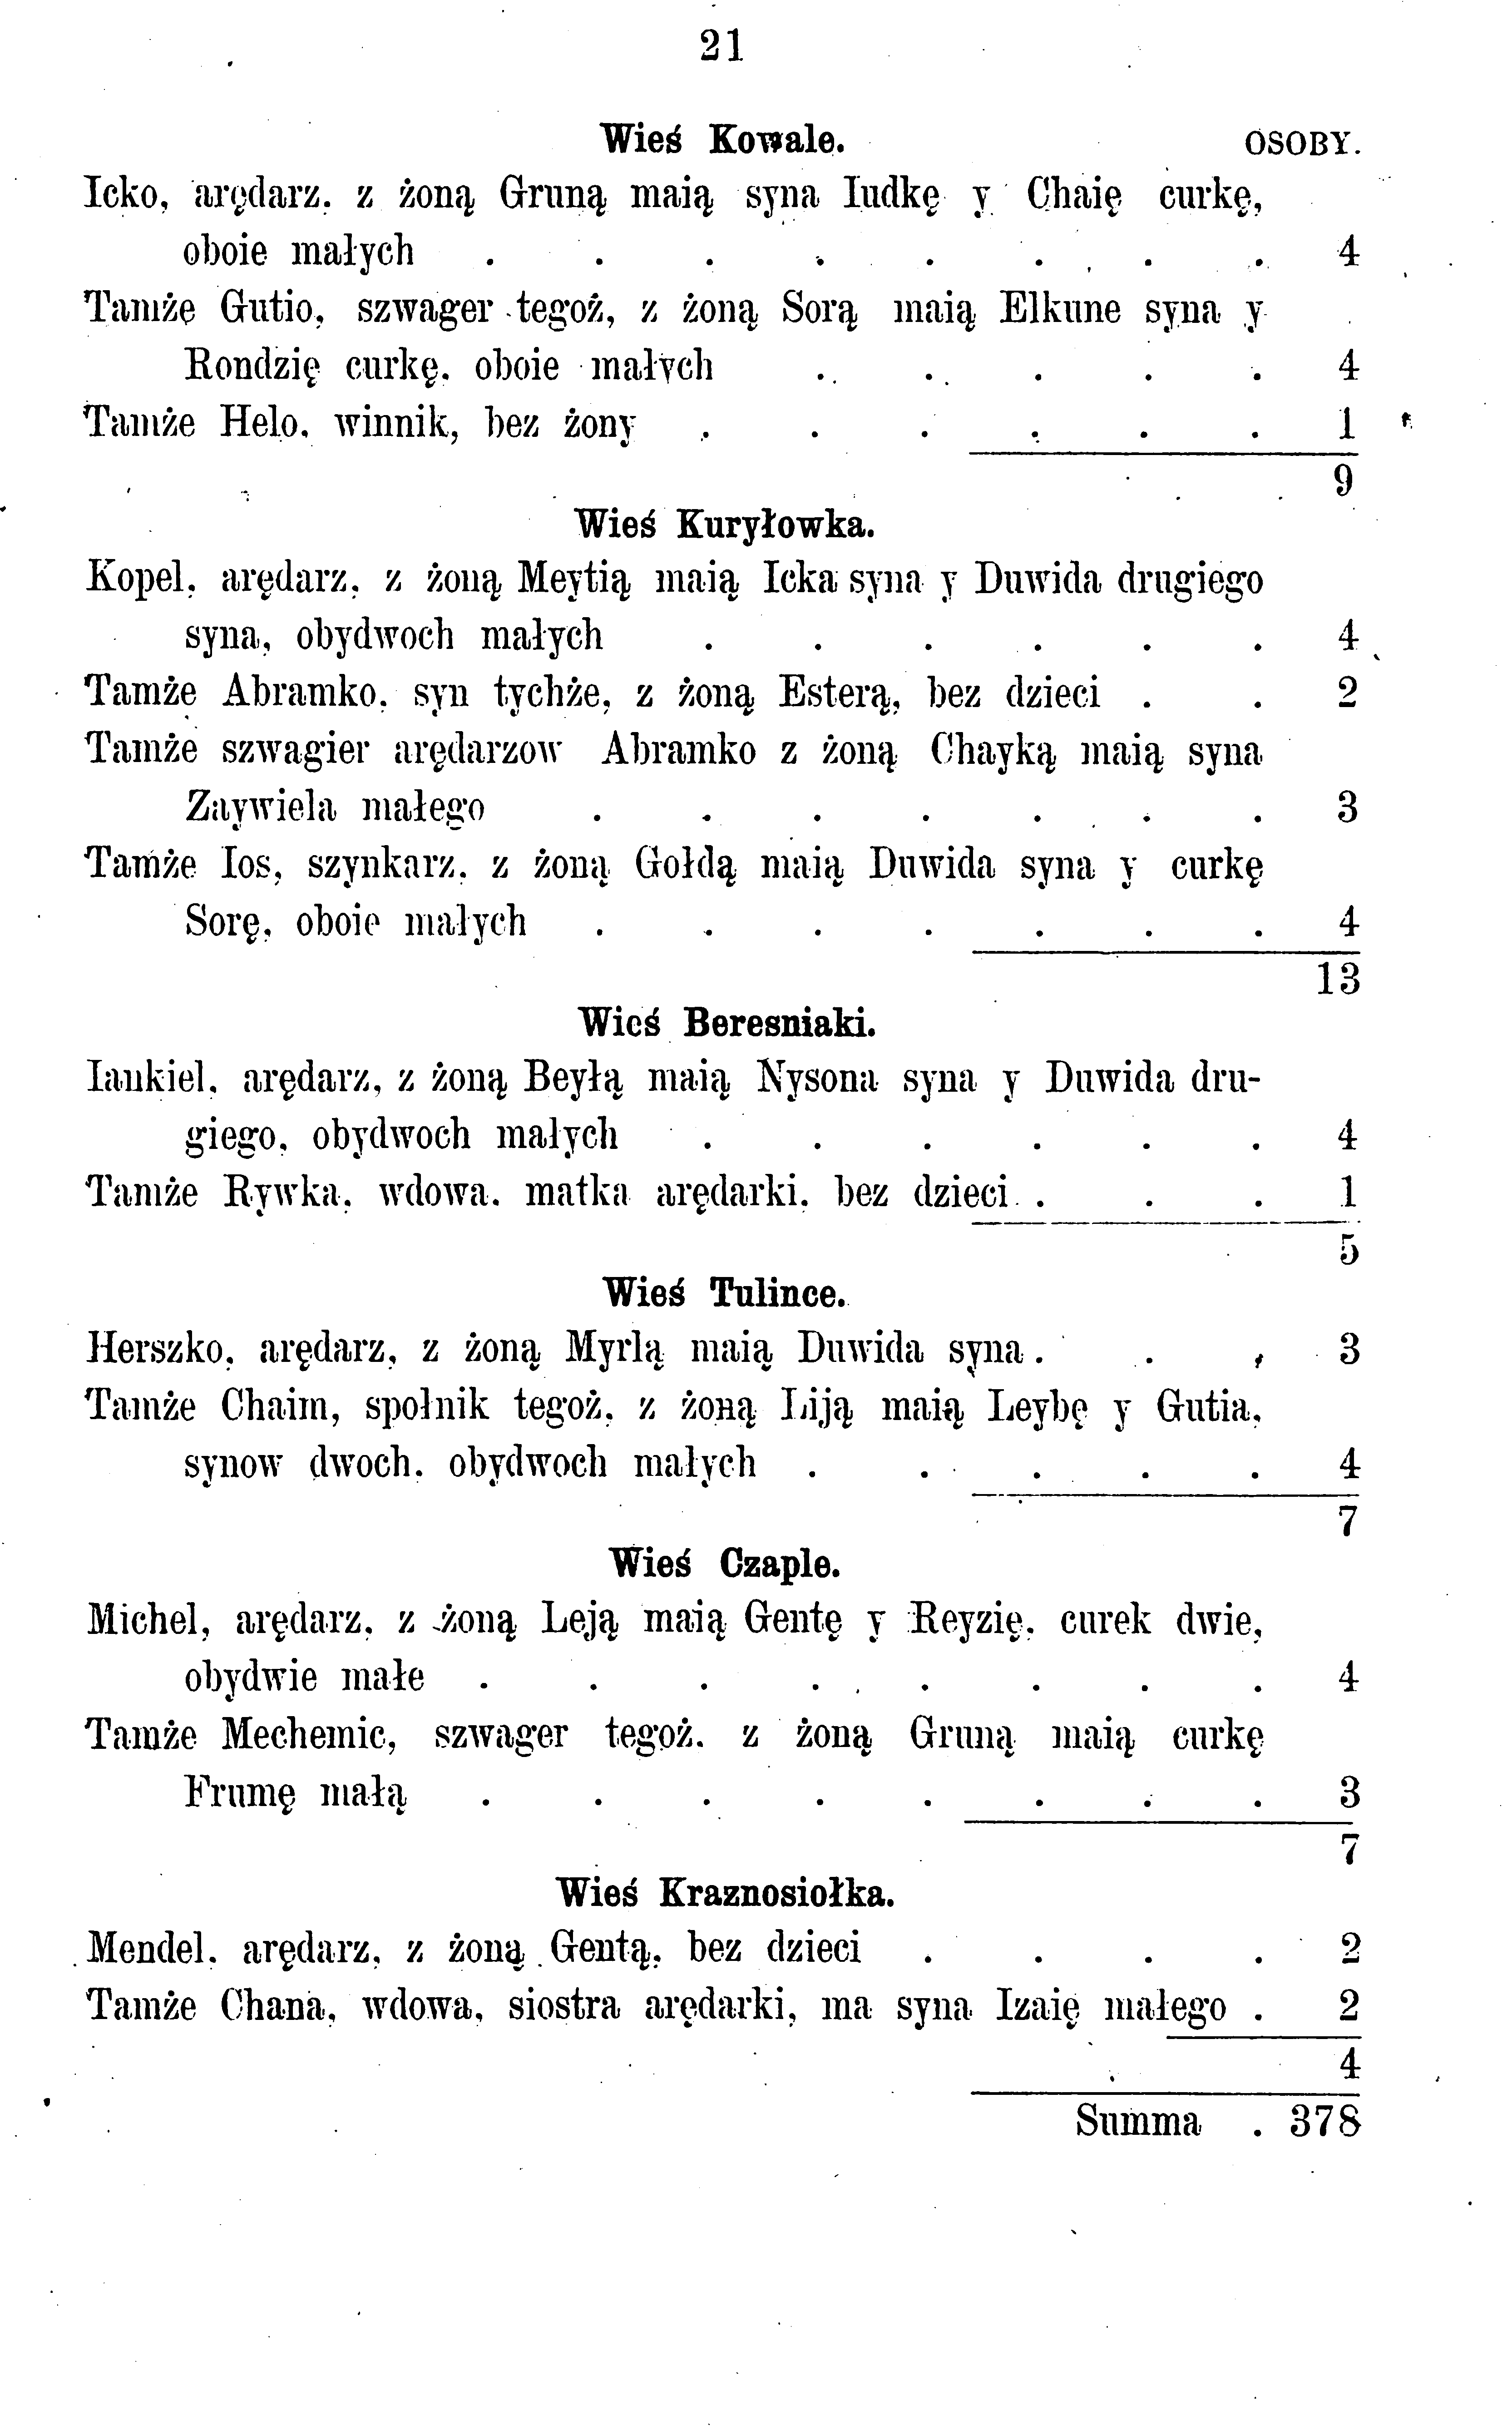 21
Wieś Kowale. OSOBY.
Icko, arędarz, z żoną Gruną maią syna Iudkę y Chaię curkę,
oboie małych . . . . . . . . 4
Tamże Gutio, szwager tegoż, z żoną Sorą maią Elkune syna y
Rondzię curkę, oboie małych . . . . . 4
Tamże Helo, winnik, bez żony . . . . . . 1
9
Wieś Kuryłowka.
Kopel, arędarz, z żoną Meytią maią Icka syna y Duwida drugiego
syna, obydwoch małych . . . . . . 4
Tamże Abramko, syn tychże, z żoną Esterą, bez dzieci . . 2
Tamże szwagier arędarzow Abramko z żoną Chayką maią syna
Zaywiela małego . . . . . . . 3
Tamże Ios, szynkarz, z żoną Gołdą maią Duwida syna y curkę
Sorę, oboie małych . . . . . . . 4
13
Wieś Beresniaki.
Iankiel, arędarz, z żoną Beyłą maią Nysona syna y Duwida dru-
giego, obydwoch małych . . . . . . 4
Tamże Rywka, wdowa, matka arędarki, bez dzieci . . . 1
5
Wieś Tulince.
Herszko, arędarz, z żoną Myrlą maią Duwida syna . . . 3
Tamże Chaim, społnik tegoż, z żoną Liją maią Leybę y Gutia,
synow dwoch, obydwoch małych . . . . . 4
7
Wieś Czaple.
Michel, arędarz, z żoną Leją maią Gentę y Reyzię, curek dwie,
obydwie małe . . . . . . . . 4
Tamże Mechemic, szwager tegoż, z żoną Gruną maią curkę
Frumę małą . . . . . . . . 3
7
Wieś Kraznosiołka.
Mendel, arędarz, z żoną Gentą, bez dzieci . . . . 2
Tamże Chana, wdowa, siostra arędarki, ma syna Izaię małego . 2
4
Summa . 378